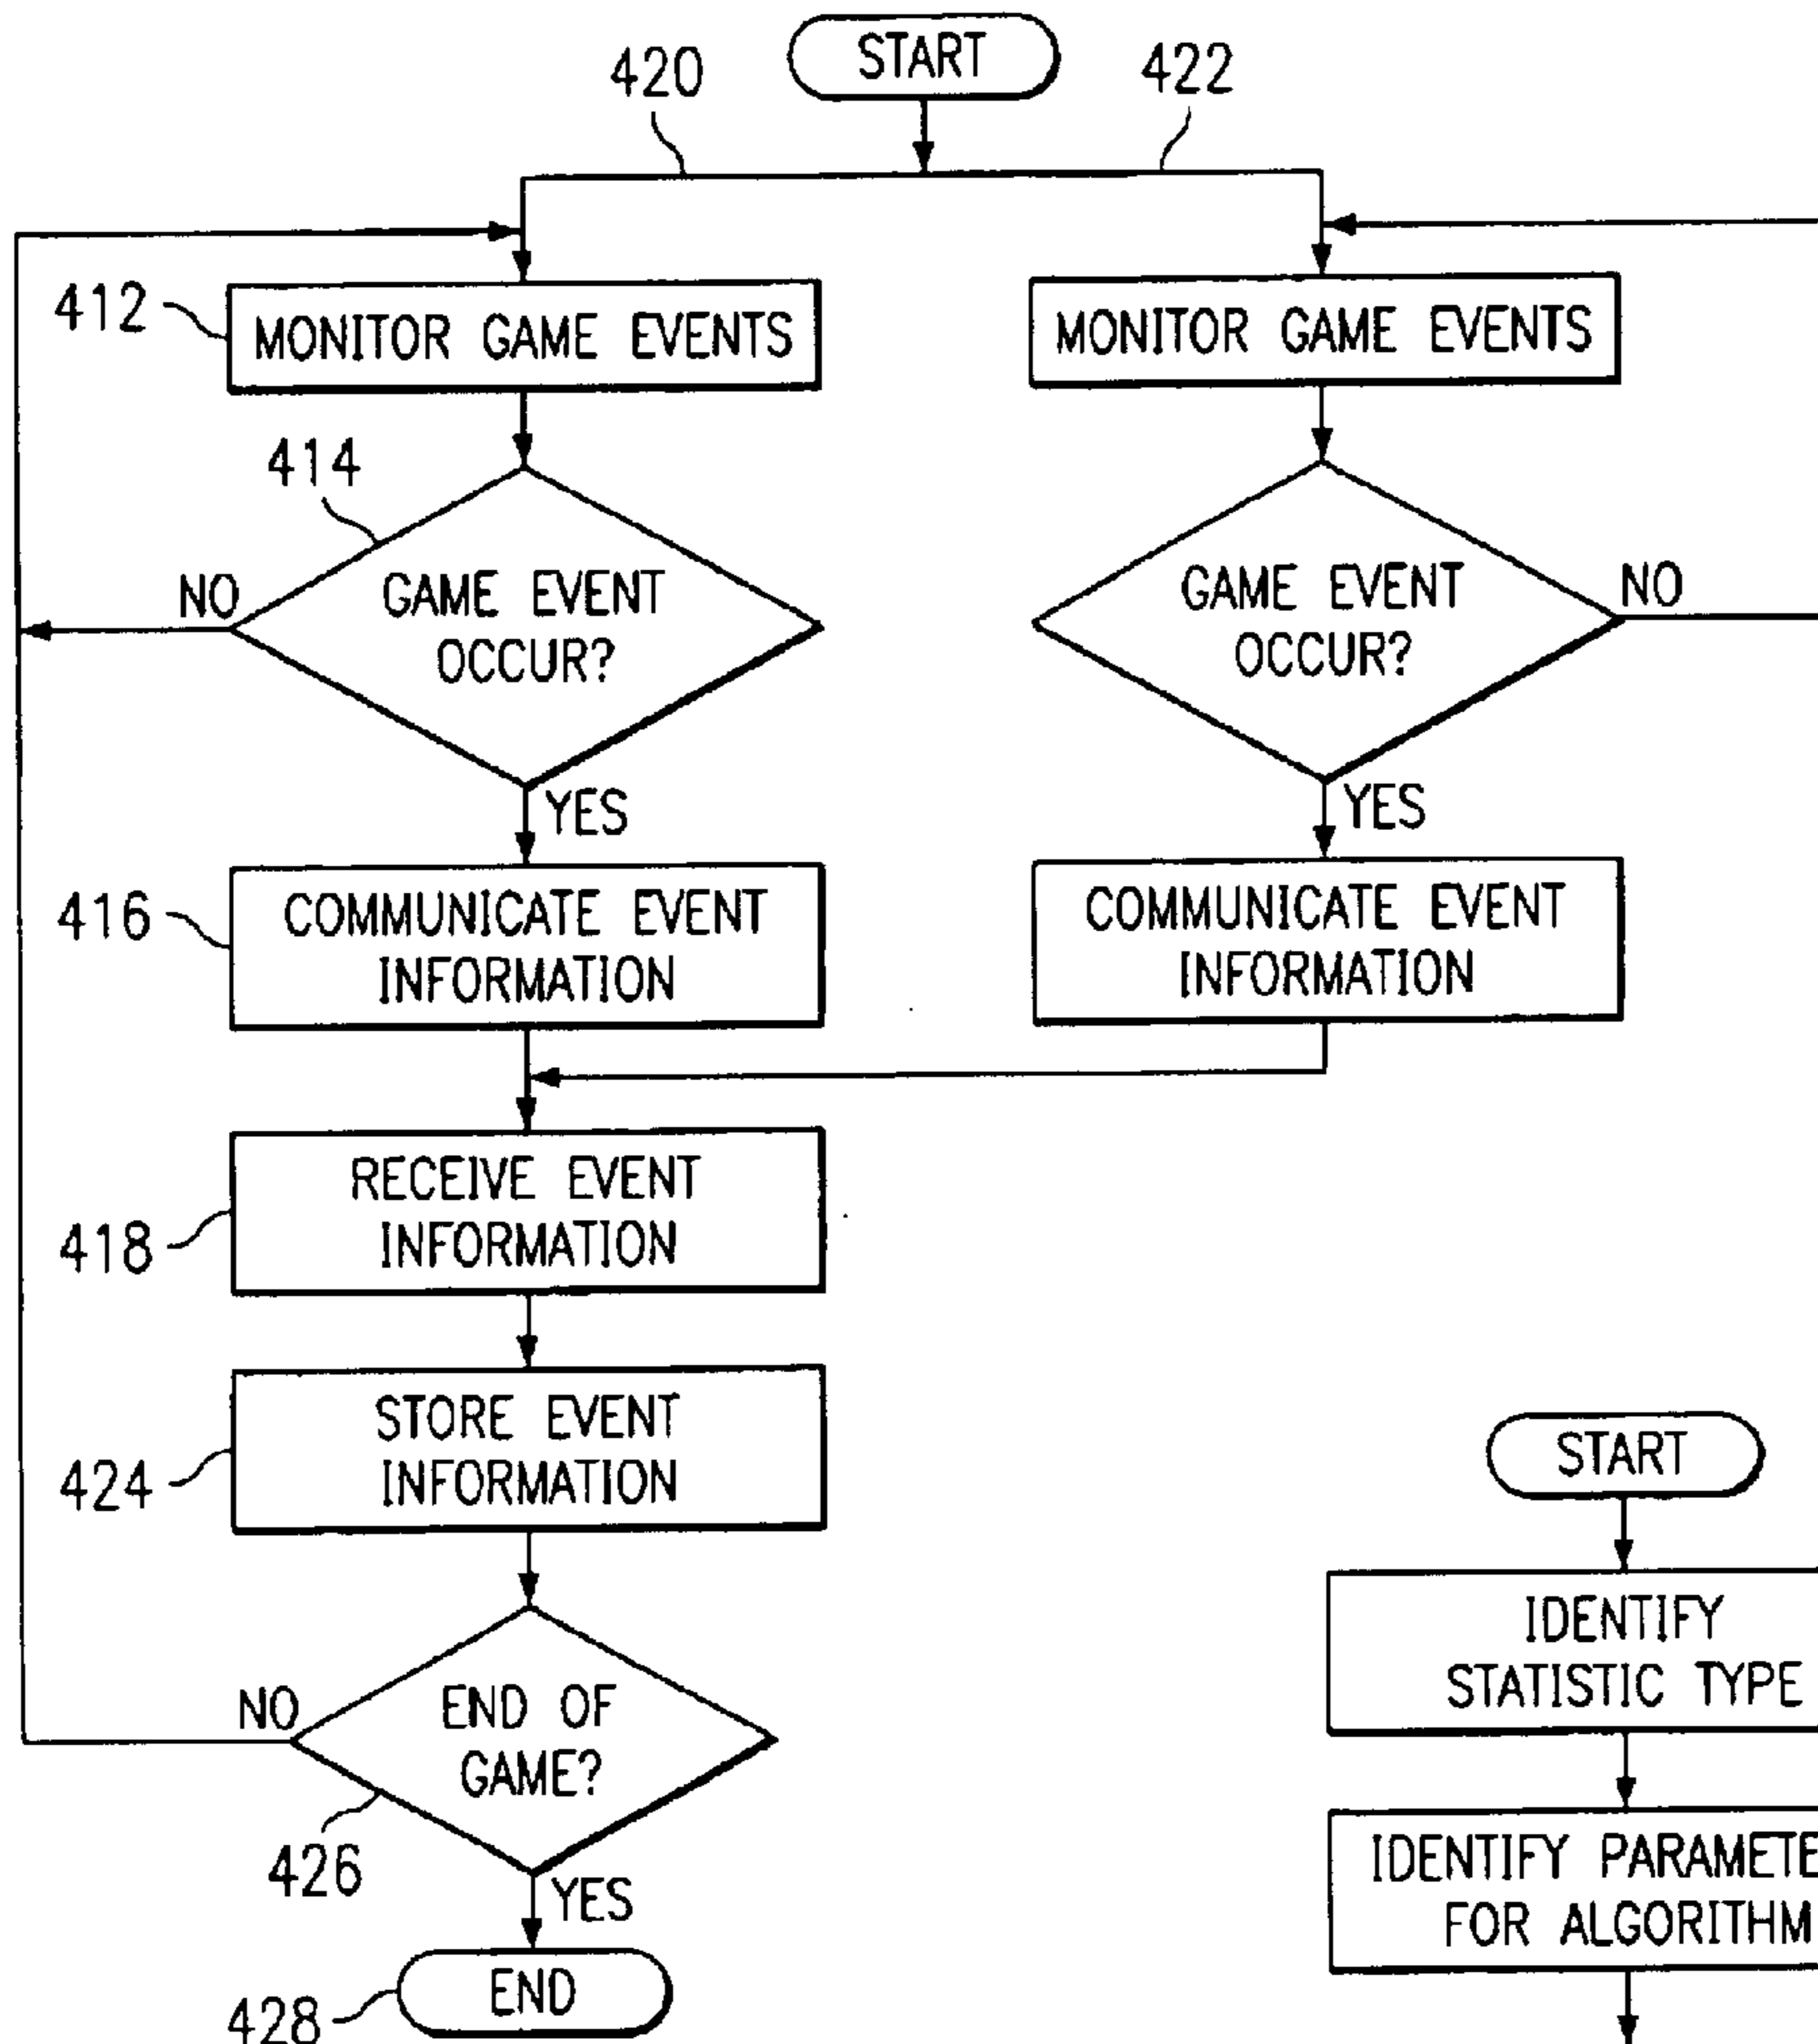 START
420
422
412
MONITOR GAME EVENTS
MONITOR GAME EVENTS
414
NO
GAME EVENT
OCCUR?
GAME EVENT
OCCUR?
NO
YES
YES
416
COMMUNICATE EVENT
INFORMATION
COMMUNICATE EVENT
INFORMATION
418
RECEIVE EVENT
INFORMATION
424
STORE EVENT
INFORMATION
NO
END OF
GAME?
426
YES
END
428
START
IDENTIFY
STATISTIC TYPE
IDENTIFY PARAMETE
FOR ALGORITHM